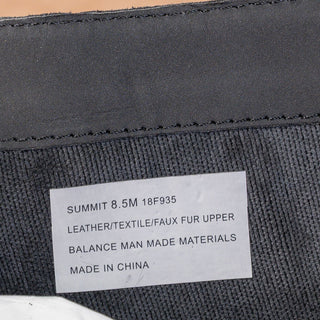 SUMMIT 8.5M 18F935
LEATHER/TEXTILE/FAUX FUR UPPER
BALANCE MAN MADE MATERIALS
MADE IN CHINA